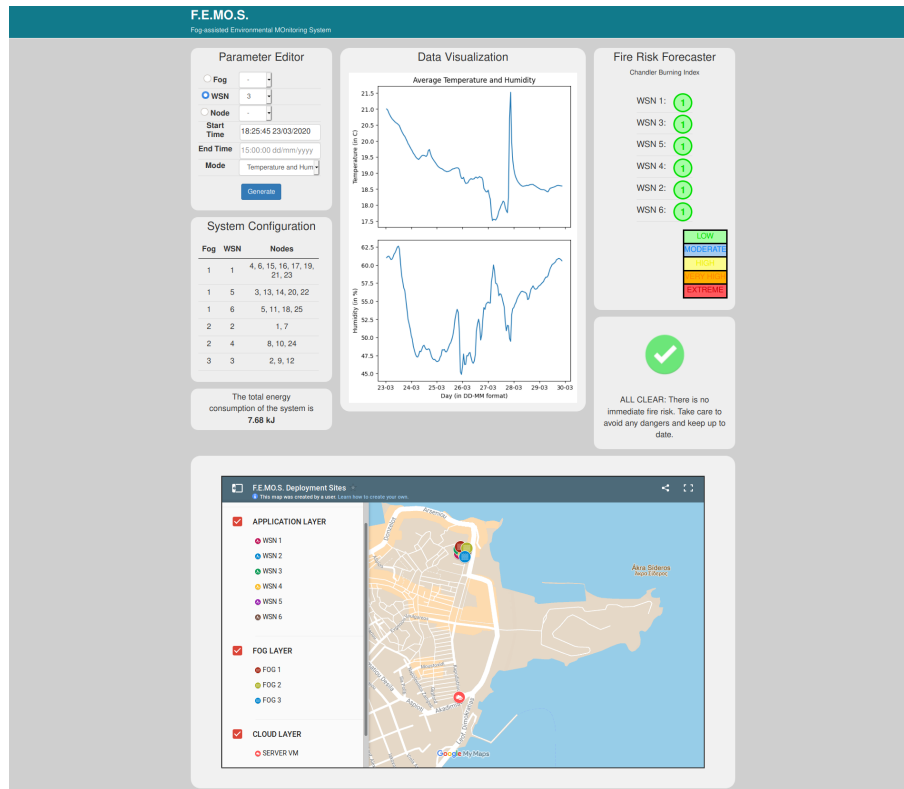 F.E.MO.S.
Fog-assisted Environmental MOnitoring System
Parameter Editor
Fog -
WSN 3
Node -
Start Time 18:25:45 23/03/2020
End Time 15:00:00 dd/mm/yyyy
Mode Temperature and Hum
Generate
System Configuration
Fog WSN Nodes
1 1 4, 6, 15, 16, 17, 19, 21, 23
1 5 3, 13, 14, 20, 22
1 6 5, 11, 18, 25
2 2 1, 7
2 4 8, 10, 24
3 3 2, 9, 12
The total energy
consumption of the system is
7.68 kJ
Data Visualization
Average Temperature and Humidity
Temperature (in C)
21.5
21.0
20.5
20.0
19.5
19.0
18.5
18.0
17.5
Humidity (in %)
62.5
60.0
57.5
55.0
52.5
50.0
47.5
45.0
23-03 24-03 25-03 26-03 27-03 28-03 29-03 30-03
Day (in DD-MM format)
Fire Risk Forecaster
Chandler Burning Index
WSN 1: 1
WSN 3: 1
WSN 5: 1
WSN 4: 1
WSN 2: 1
WSN 6: 1
LOW
MODERATE
HIGH
VERY HIGH
EXTREME
ALL CLEAR: There is no
immediate fire risk. Take care to
avoid any dangers and keep up to
date.
F.E.MO.S. Deployment Sites
This map was created by a user. Learn how to create your own.
APPLICATION LAYER
WSN 1
WSN 2
WSN 3
WSN 4
WSN 5
WSN 6
FOG LAYER
FOG 1
FOG 2
FOG 3
CLOUD LAYER
SERVER VM
Arsenois
Akra Sideros
Ακρα Σίδερος
Google My Maps